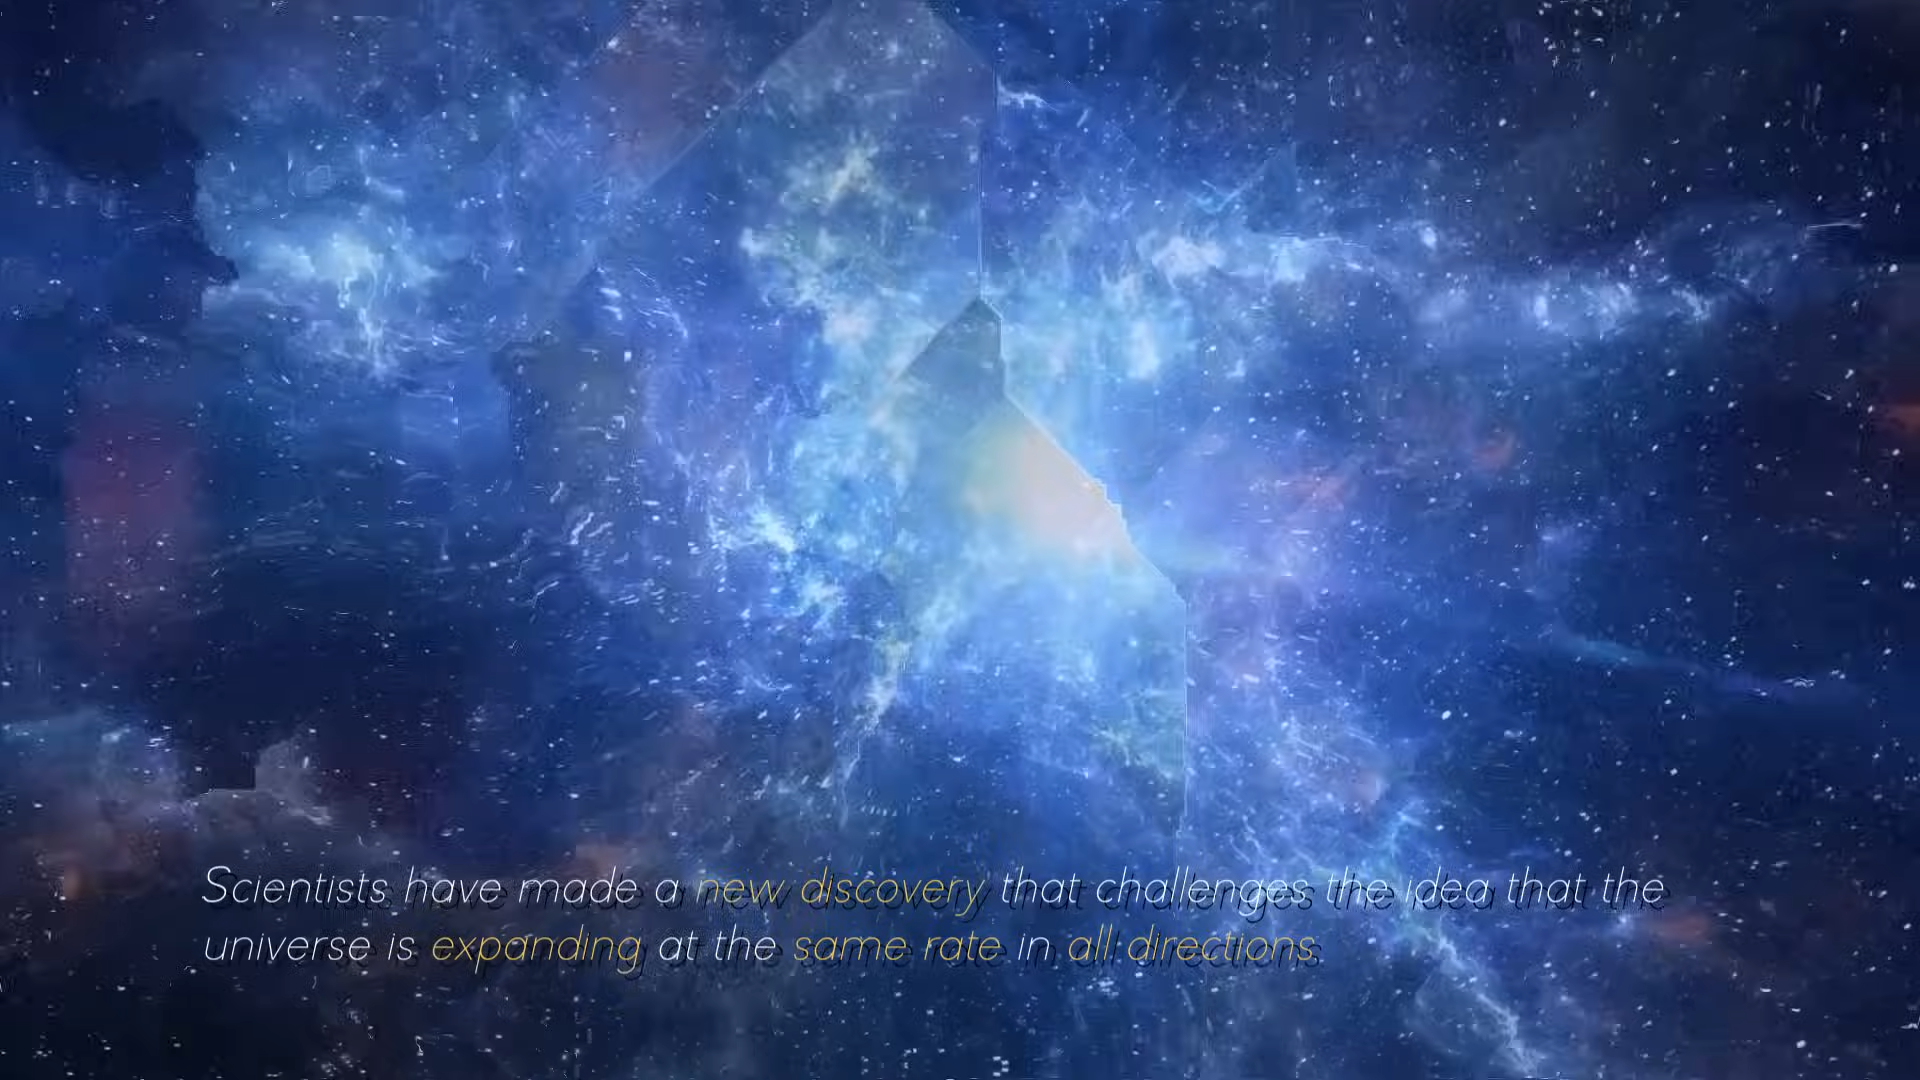 Scientists have made a new discovery that challenges the idea that the
universe is expanding at the same rate in all directions.